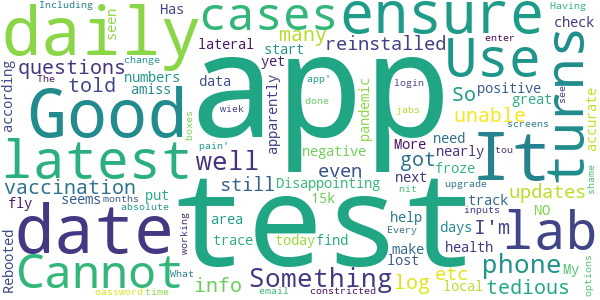 daily
cases
ensure
Use
turns
app
test
Good
latest
It
date
lab
Cannot
Something
phone
I'm
well
got
log
etc
info
still
even
So
unable
updates
tedious
vaccination
questions
told
reinstalled
many
lateral
start
yet
numbers
amiss
Has
seen
according
The
change
Including
data
apparently
pandemic
positive
great
check
Having
enter
app'
login
done
jabs
wiek
pain'
More
need
nearly
froze
negative
Disappointing
next
NO
see
accurate
screens
boxes
seems
put
fly
months
absolute
Rebooted
What
password
time
working
area
trace
email
15k
today
find
lost
constricted
help
make
days
health
track
local
My
tou
upgrade
nit
Every
inputs
shame
options